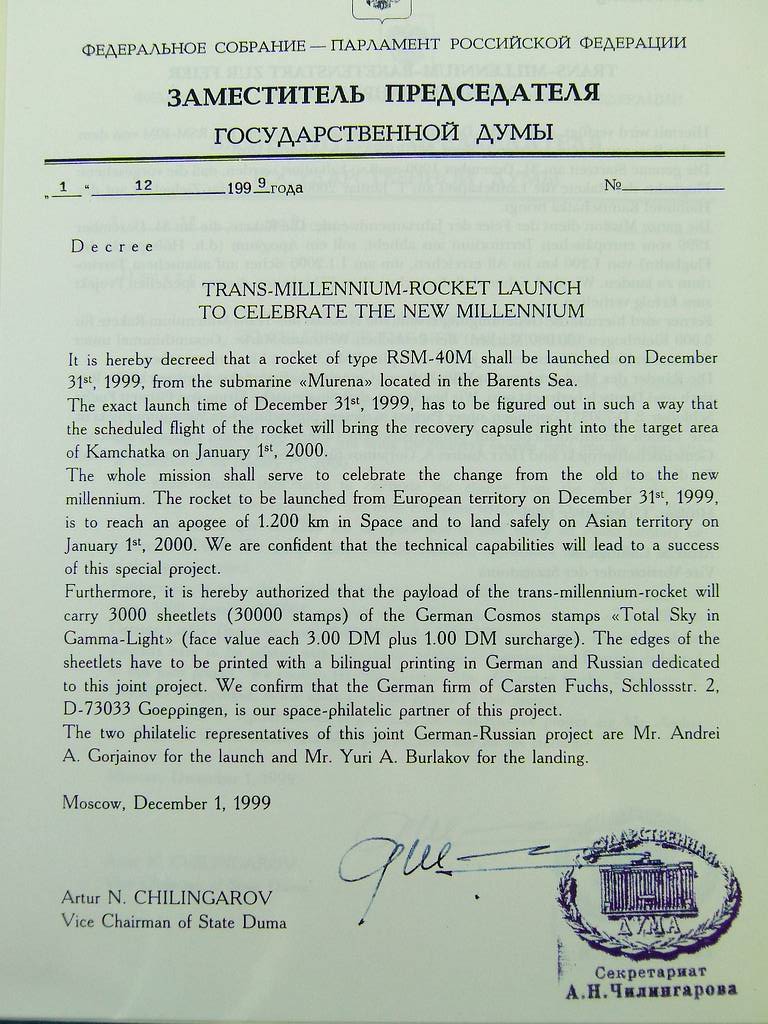 ФЕДЕРАЛЬНОЕ СОБРАНИЕ — ПАРЛАМЕНТ РОССИЙСКОЙ ФЕДЕРАЦИИ
ЗАМЕСТИТЕЛЬ ПРЕДСЕДАТЕЛЯ
ГОСУДАРСТВЕННОЙ ДУМЫ
„ 1 “ 12 1999 года №
Decree
TRANS-MILLENNIUM-ROCKET LAUNCH
TO CELEBRATE THE NEW MILLENNIUM
It is hereby decreed that a rocket of type RSM-40M shall be launched on December
31st, 1999, from the submarine «Murena» located in the Barents Sea.
The exact launch time of December 31st, 1999, has to be figured out in such a way that
the scheduled flight of the rocket will bring the recovery capsule right into the target area
of Kamchatka on January 1st, 2000.
The whole mission shall serve to celebrate the change from the old to the new
millennium. The rocket to be launched from European territory on December 31st, 1999,
is to reach an apogee of 1.200 km in Space and to land safely on Asian territory on
January 1st, 2000. We are confident that the technical capabilities will lead to a success
of this special project.
Furthermore, it is hereby authorized that the payload of the trans-millennium-rocket will
carry 3000 sheetlets (30000 stamps) of the German Cosmos stamps «Total Sky in
Gamma-Light» (face value each 3.00 DM plus 1.00 DM surcharge). The edges of the
sheetlets have to be printed with a bilingual printing in German and Russian dedicated
to this joint project. We confirm that the German firm of Carsten Fuchs, Schlossstr. 2,
D-73033 Goeppingen, is our space-philatelic partner of this project.
The two philatelic representatives of this joint German-Russian project are Mr. Andrei
A. Gorjainov for the launch and Mr. Yuri A. Burlakov for the landing.
Moscow, December 1, 1999
Artur N. CHILINGAROV
Vice Chairman of State Duma
ГОСУДАРСТВЕННАЯ
ДУМА
Секретариат
А.Н.Чилингарова